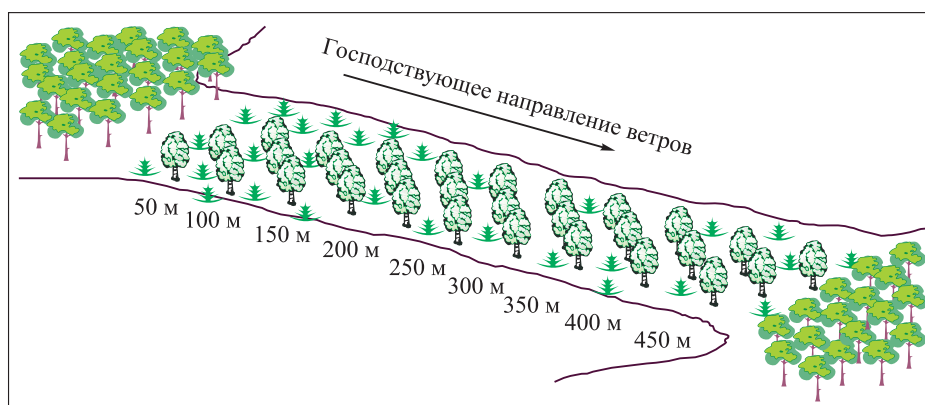 Господствующее направление ветров
50 м
100 м
150 м
200 м
250 м
300 м
350 м
400 м
450 м